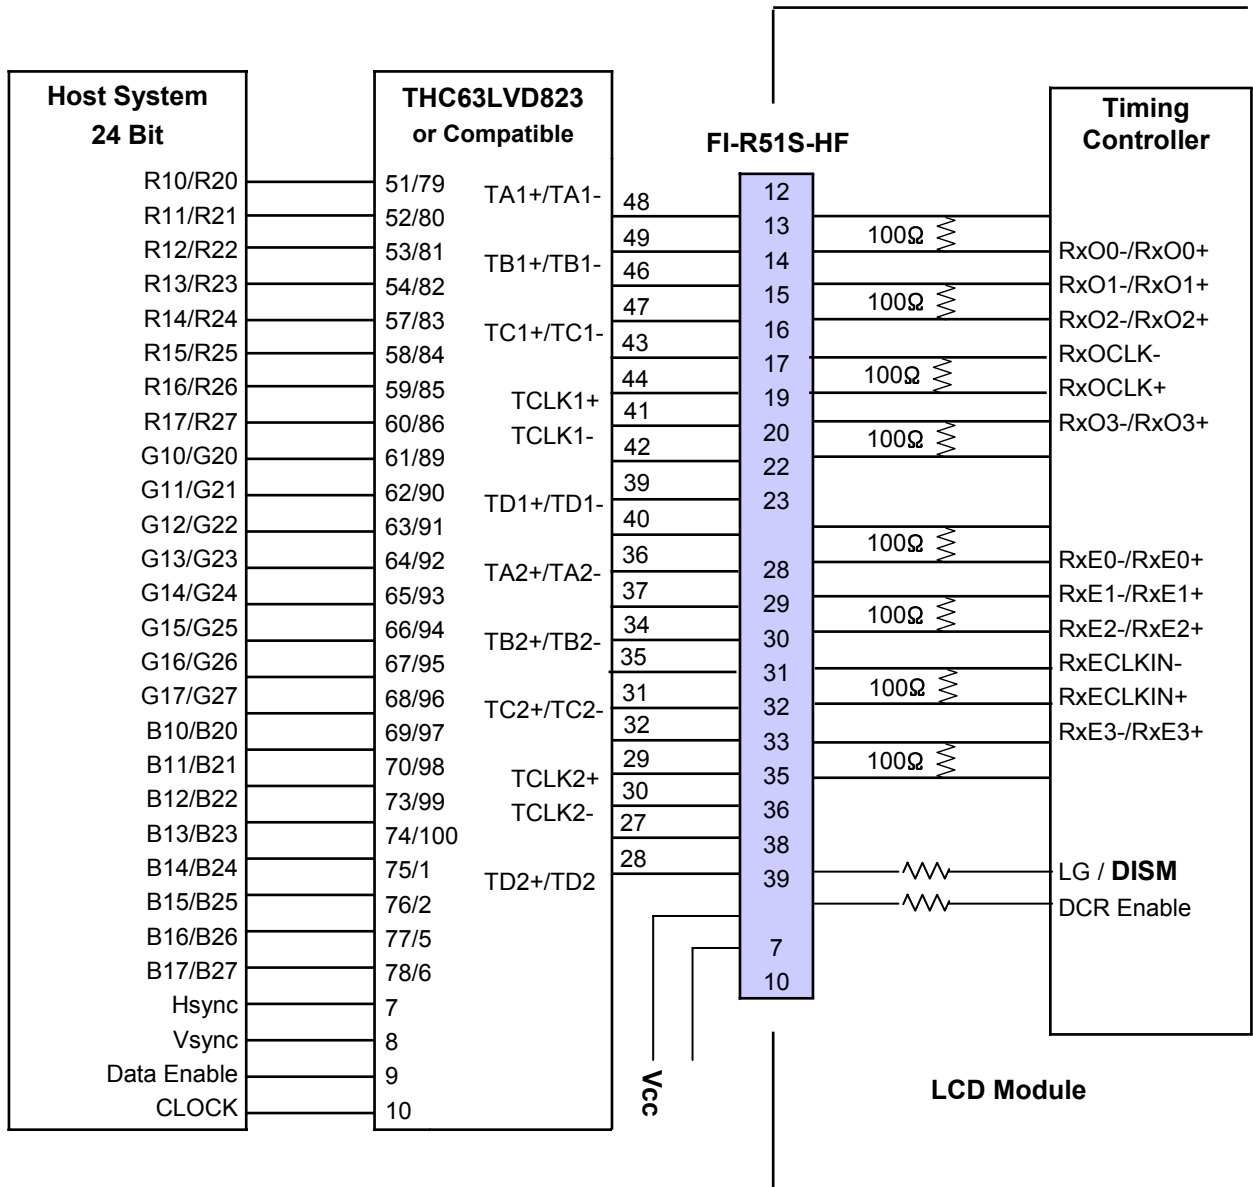 Host System
24 Bit
R10/R20
R11/R21
R12/R22
R13/R23
R14/R24
R15/R25
R16/R26
R17/R27
G10/G20
G11/G21
G12/G22
G13/G23
G14/G24
G15/G25
G16/G26
G17/G27
B10/B20
B11/B21
B12/B22
B13/B23
B14/B24
B15/B25
B16/B26
B17/B27
Hsync
Vsync
Data Enable
CLOCK
THC63LVD823
or Compatible
51/79
52/80
53/81
54/82
57/83
58/84
59/85
60/86
61/89
62/90
63/91
64/92
65/93
66/94
67/95
68/96
69/97
70/98
73/99
74/100
75/1
76/2
77/5
78/6
7
8
9
10
TA1+/TA1-
TB1+/TB1-
TC1+/TC1-
TCLK1+
TCLK1-
TD1+/TD1-
TA2+/TA2-
TB2+/TB2-
TC2+/TC2-
TCLK2+
TCLK2-
TD2+/TD2
48
49
46
47
43
44
41
42
39
40
36
37
34
35
31
32
29
30
27
28
Vcc
FI-R51S-HF
12
13
14
15
16
17
19
20
22
23
28
29
30
31
32
33
35
36
38
39
7
10
100Ω
100Ω
100Ω
100Ω
100Ω
100Ω
100Ω
100Ω
Timing
Controller
RxO0-/RxO0+
RxO1-/RxO1+
RxO2-/RxO2+
RxOCLK-
RxOCLK+
RxO3-/RxO3+
RxE0-/RxE0+
RxE1-/RxE1+
RxE2-/RxE2+
RxECLKIN-
RxECLKIN+
RxE3-/RxE3+
LG / DISM
DCR Enable
LCD Module